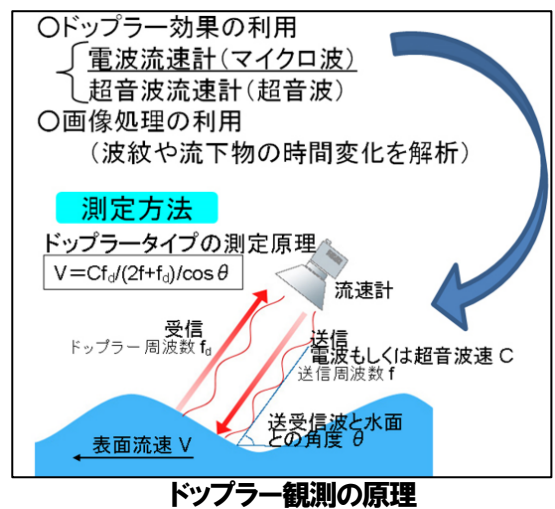 ○ドップラー効果の利用
電波流速計(マイクロ波)
超音波流速計(超音波)
○画像処理の利用
(波紋や流下物の時間変化を解析)
測定方法
ドップラータイプの測定原理
V=Cfd/(2f+fd)/cosθ
流速計
受信
ドップラー周波数 fd
送信
電波もしくは超音波速 C
送信周波数 f
送受信波と水面
との角度 θ
表面流速 V
ドップラー観測の原理